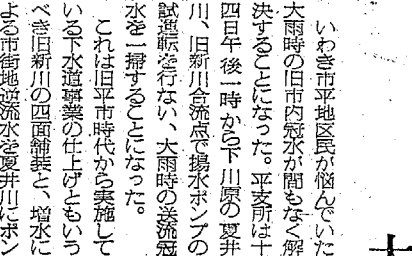 いわき市平地区民が悩んでいた
大雨時の旧市内冠水が間もなく解
決することになった。平支所は十
四日午後一時から下川原の夏井
川、旧新川合流点で揚水ポンプの
試運転を行ない、大雨時の送流冠
水を一掃することになった。
これは旧平市時代から実施して
いる下水道事業の仕上げともいう
べき旧新川の四面舗装と、増水に
よる市街地逆流水を夏井川にポン